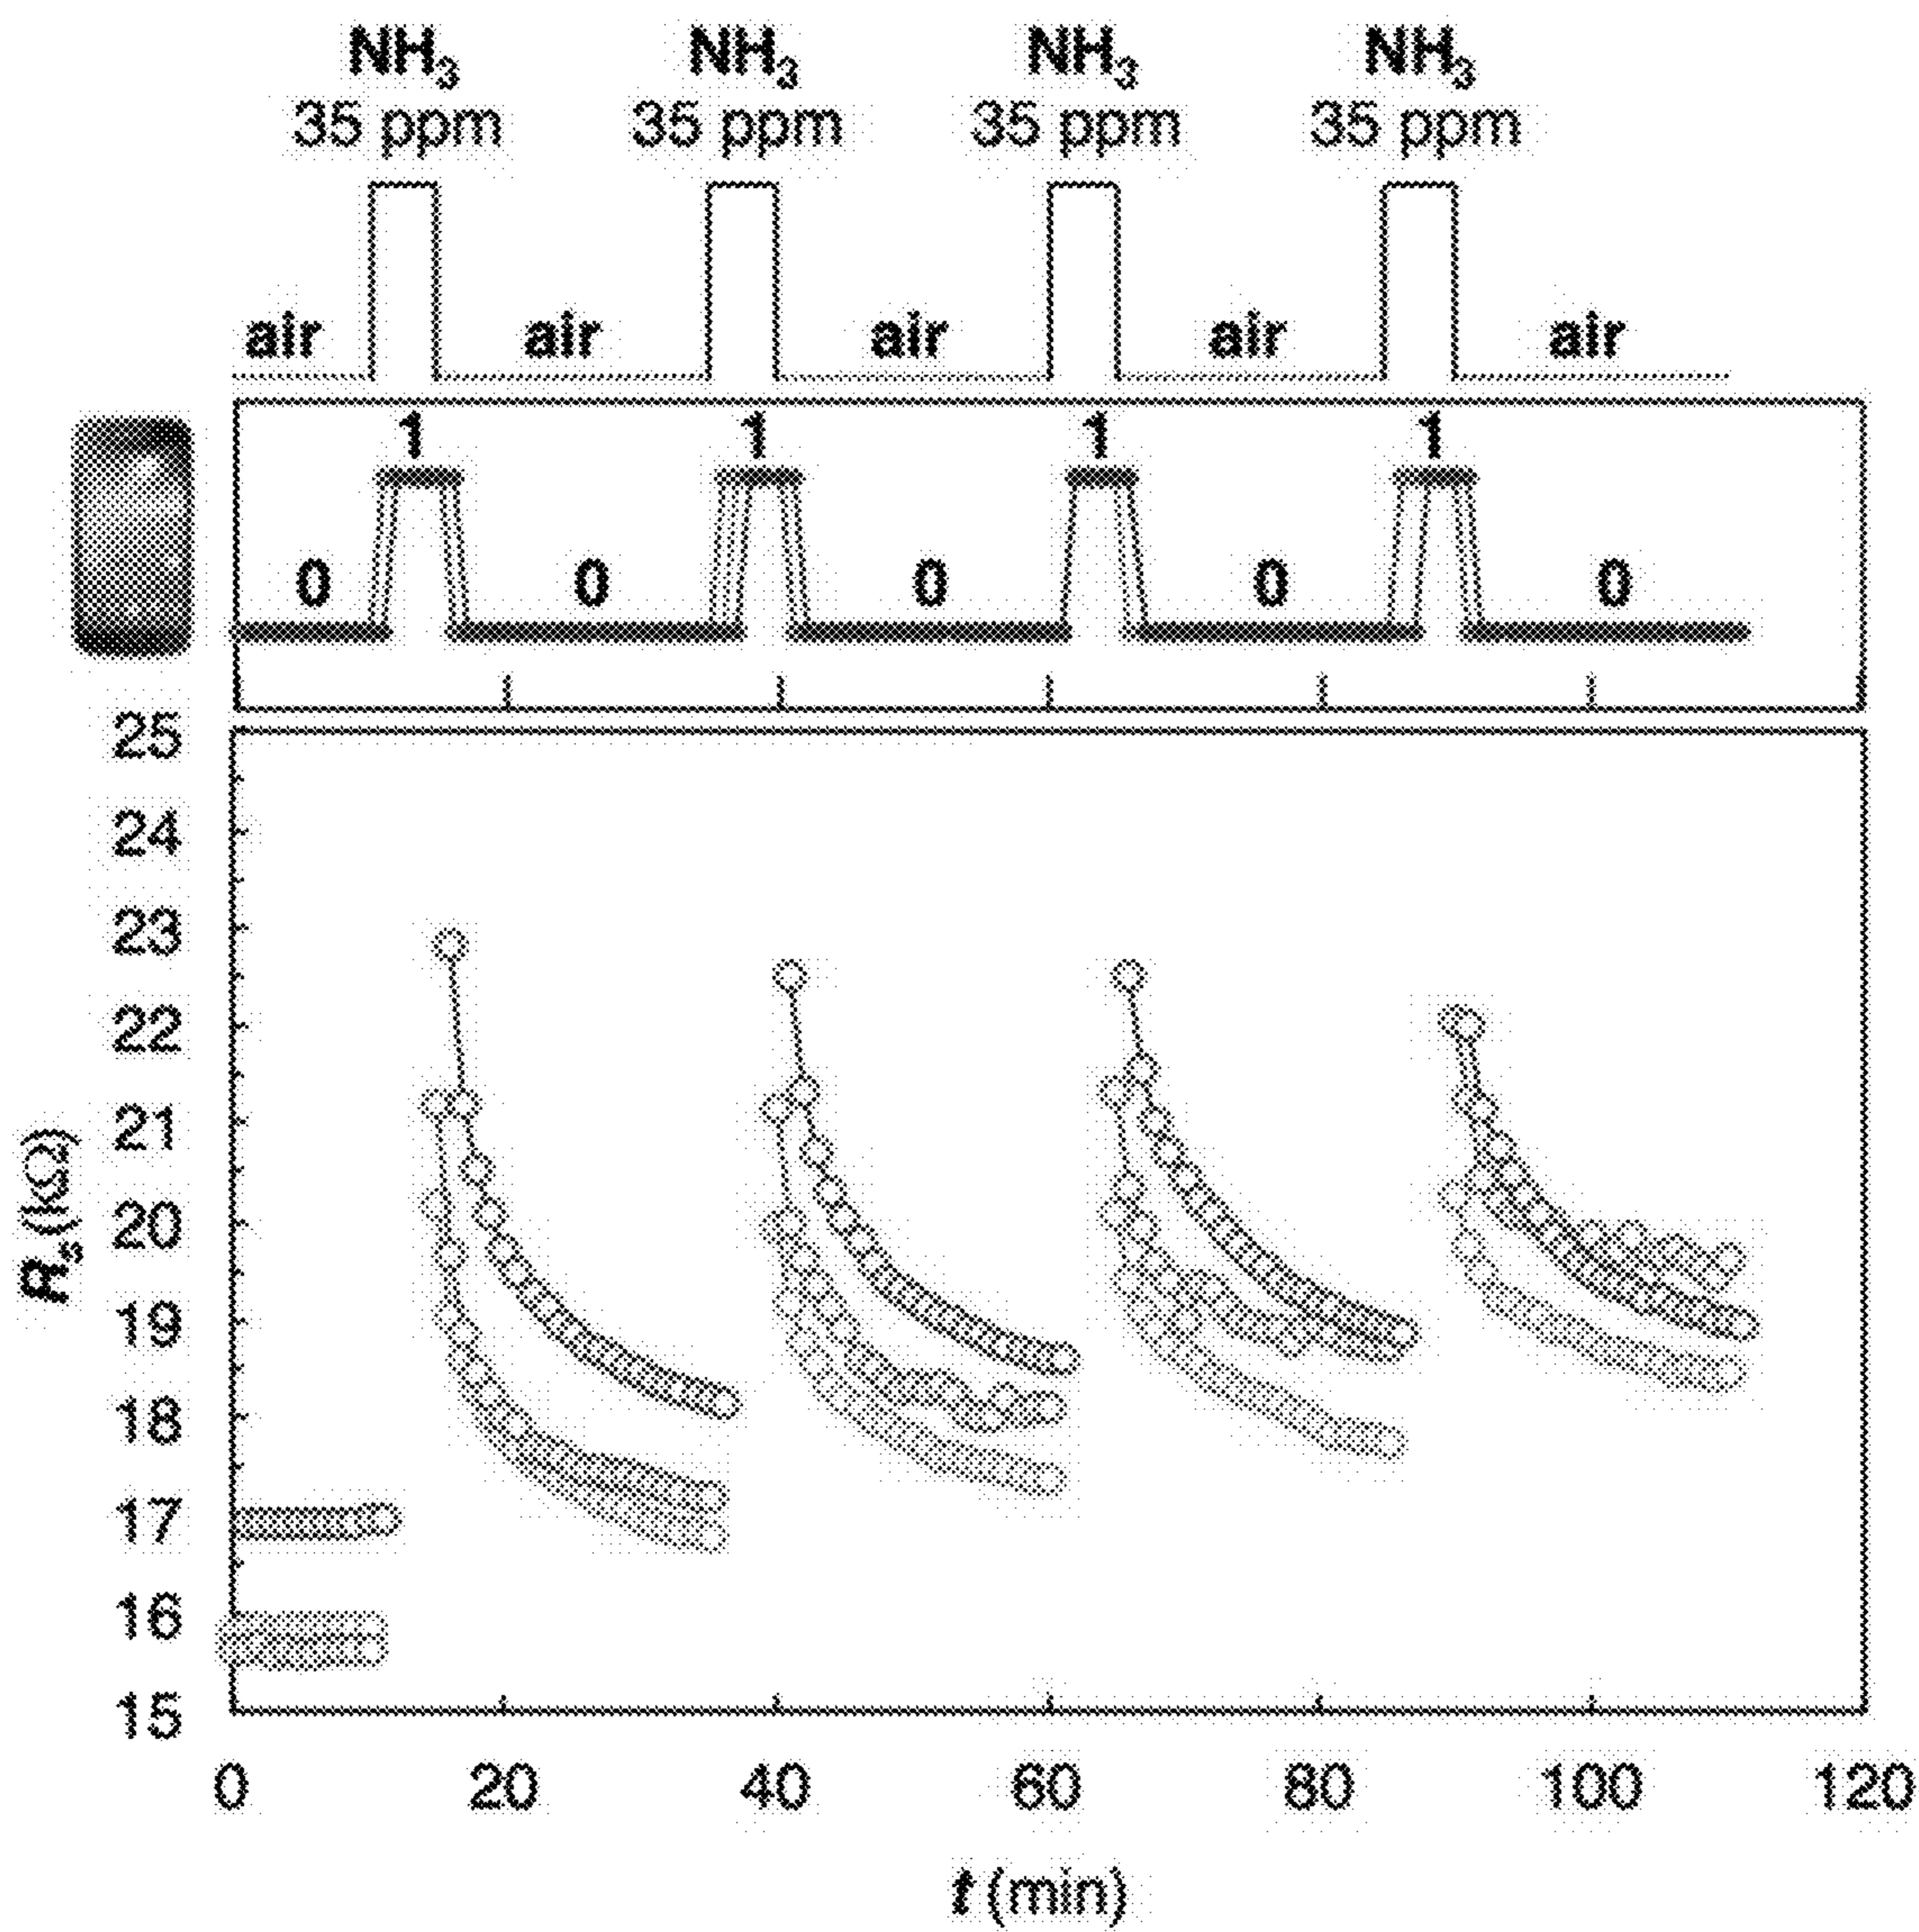 NH3 NH3 NH3 NH3
35 ppm 35 ppm 35 ppm 35 ppm
air air air air air
1 1 1 1
0 0 0 0 0
25
24
23
22
21
20
19
18
17
16
15
Rs (kΩ)
0 20 40 60 80 100 120
t (min)